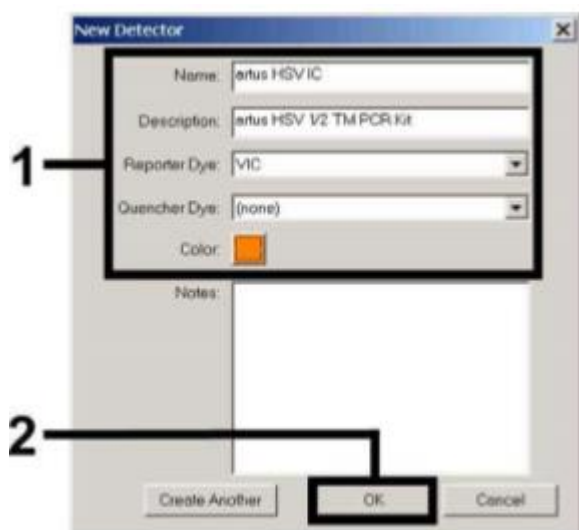 New Detector
Name: artus HSV IC
Description: artus HSV 1/2 TM PCR Kit
1
Reporter Dye: VIC
Quencher Dye: (none)
Color:
Notes:
2
Create Another OK Cancel